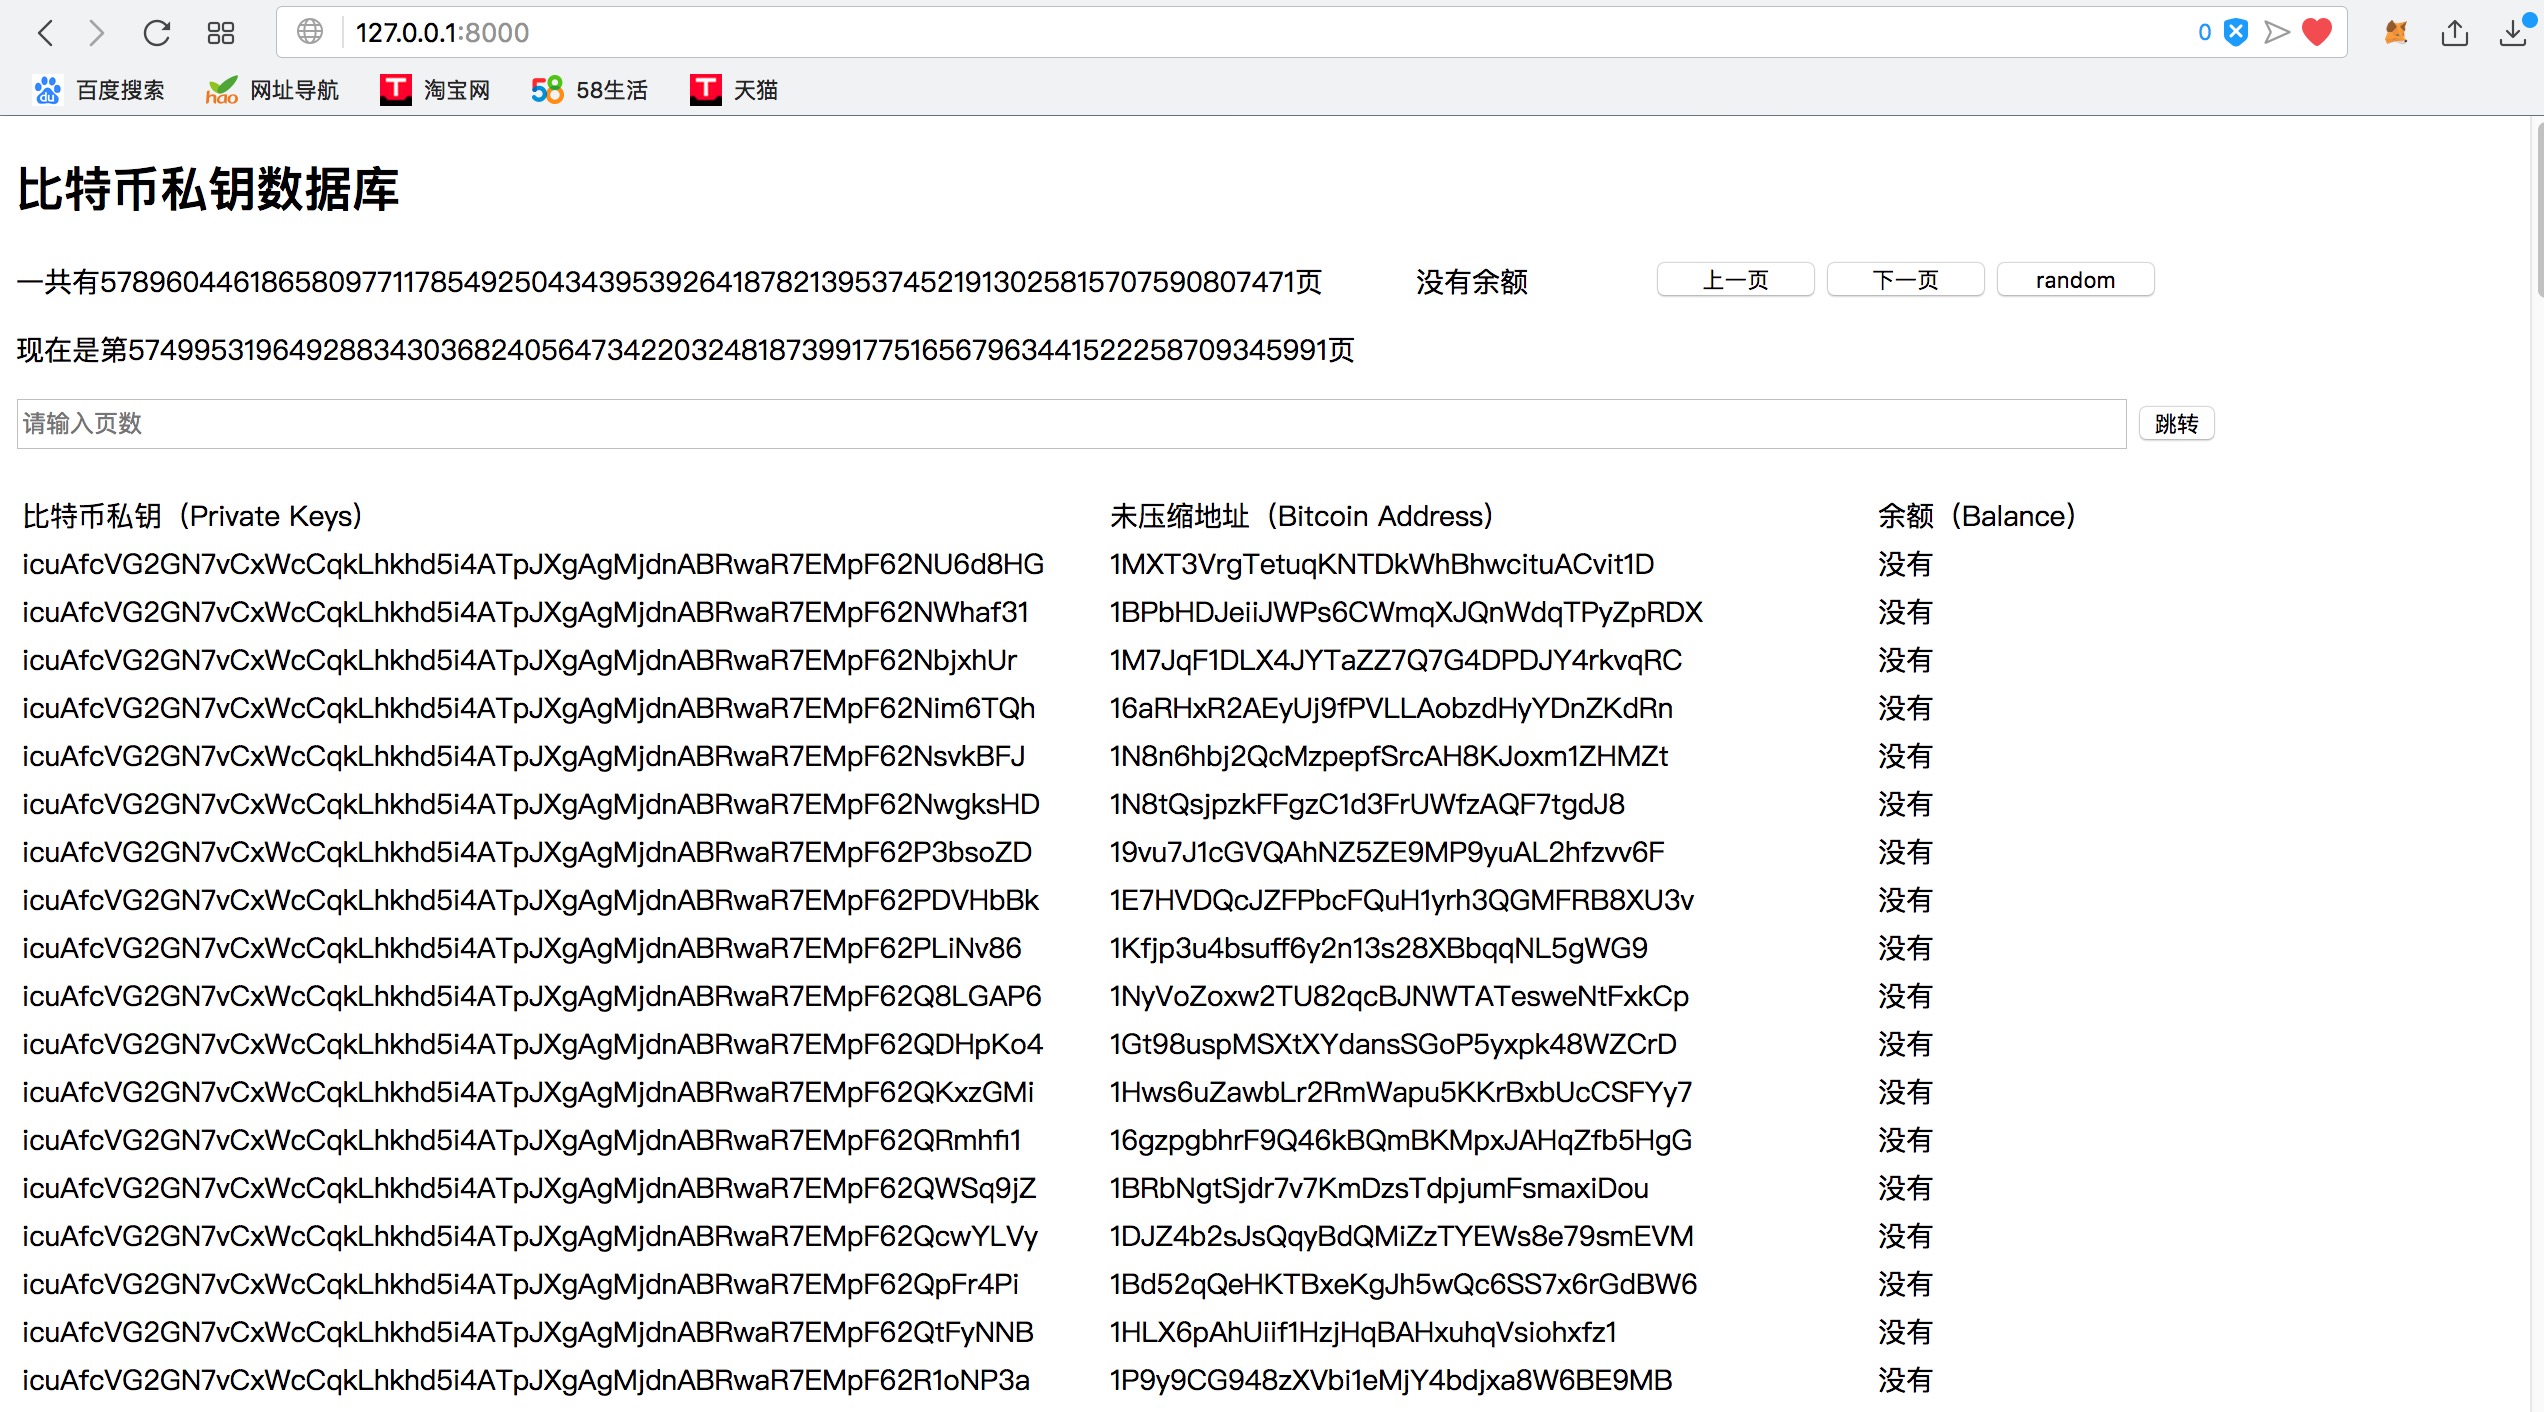 127.0.0.1:8000 0
百度搜索 网址导航 淘宝网 58生活 天猫
比特币私钥数据库
一共有57896044618658097711785492504343953926418782139537452191302581570759080747​1页 没有余额 上一页 下一页 random
现在是第57499531964928834303682405647342203248187399177516567963441522258709345991页
请输入页数 跳转
比特币私钥（Private Keys） 未压缩地址（Bitcoin Address） 余额（Balance）
icuAfcVG2GN7vCxWcCqkLhkhd5i4ATpJXgAgMjdnABRwaR7EMpF62NU6d8HG 1MXT3VrgTetuqKNTDkWhBhwcituACvit1D 没有
icuAfcVG2GN7vCxWcCqkLhkhd5i4ATpJXgAgMjdnABRwaR7EMpF62NWhaf31 1BPbHDJeiiJWPs6CWmqXJQnWdqTPyZpRDX 没有
icuAfcVG2GN7vCxWcCqkLhkhd5i4ATpJXgAgMjdnABRwaR7EMpF62NbjxhUr 1M7JqF1DLX4JYTaZZ7Q7G4DPDJY4rkvqRC 没有
icuAfcVG2GN7vCxWcCqkLhkhd5i4ATpJXgAgMjdnABRwaR7EMpF62Nim6TQh 16aRHxR2AEyUj9fPVLLAobzdHyYDnZKdRn 没有
icuAfcVG2GN7vCxWcCqkLhkhd5i4ATpJXgAgMjdnABRwaR7EMpF62NsvkBFJ 1N8n6hbj2QcMzpepfSrcAH8KJoxm1ZHMZt 没有
icuAfcVG2GN7vCxWcCqkLhkhd5i4ATpJXgAgMjdnABRwaR7EMpF62NwgksHD 1N8tQsjpzkFFgzC1d3FrUWfzAQF7tgdJ8 没有
icuAfcVG2GN7vCxWcCqkLhkhd5i4ATpJXgAgMjdnABRwaR7EMpF62P3bsoZD 19vu7J1cGVQAhNZ5ZE9MP9yuAL2hfzvv6F 没有
icuAfcVG2GN7vCxWcCqkLhkhd5i4ATpJXgAgMjdnABRwaR7EMpF62PDVHbBk 1E7HVDQcJZFPbcFQuH1yrh3QGMFRB8XU3v 没有
icuAfcVG2GN7vCxWcCqkLhkhd5i4ATpJXgAgMjdnABRwaR7EMpF62PLiNv86 1Kfjp3u4bsuff6y2n13s28XBbqqNL5gWG9 没有
icuAfcVG2GN7vCxWcCqkLhkhd5i4ATpJXgAgMjdnABRwaR7EMpF62Q8LGAP6 1NyVoZoxw2TU82qcBJNWTATesweNtFxkCp 没有
icuAfcVG2GN7vCxWcCqkLhkhd5i4ATpJXgAgMjdnABRwaR7EMpF62QDHpKo4 1Gt98uspMSXtXYdansSGoP5yxpk48WZCrD 没有
icuAfcVG2GN7vCxWcCqkLhkhd5i4ATpJXgAgMjdnABRwaR7EMpF62QKxzGMi 1Hws6uZawbLr2RmWapu5KKrBxbUcCSFYy7 没有
icuAfcVG2GN7vCxWcCqkLhkhd5i4ATpJXgAgMjdnABRwaR7EMpF62QRmhfi1 16gzpgbhrF9Q46kBQmBKMpxJAHqZfb5HgG 没有
icuAfcVG2GN7vCxWcCqkLhkhd5i4ATpJXgAgMjdnABRwaR7EMpF62QWSq9jZ 1BRbNgtSjdr7v7KmDzsTdpjumFsmaxiDou 没有
icuAfcVG2GN7vCxWcCqkLhkhd5i4ATpJXgAgMjdnABRwaR7EMpF62QcwYLVy 1DJZ4b2sJsQqyBdQMiZzTYEWs8e79smEVM 没有
icuAfcVG2GN7vCxWcCqkLhkhd5i4ATpJXgAgMjdnABRwaR7EMpF62QpFr4Pi 1Bd52qQeHKTBxeKgJh5wQc6SS7x6rGdBW6 没有
icuAfcVG2GN7vCxWcCqkLhkhd5i4ATpJXgAgMjdnABRwaR7EMpF62QtFyNNB 1HLX6pAhUiif1HzjHqBAHxuhqVsiohxfz1 没有
icuAfcVG2GN7vCxWcCqkLhkhd5i4ATpJXgAgMjdnABRwaR7EMpF62R1oNP3a 1P9y9CG948zXVbi1eMjY4bdjxa8W6BE9MB 没有